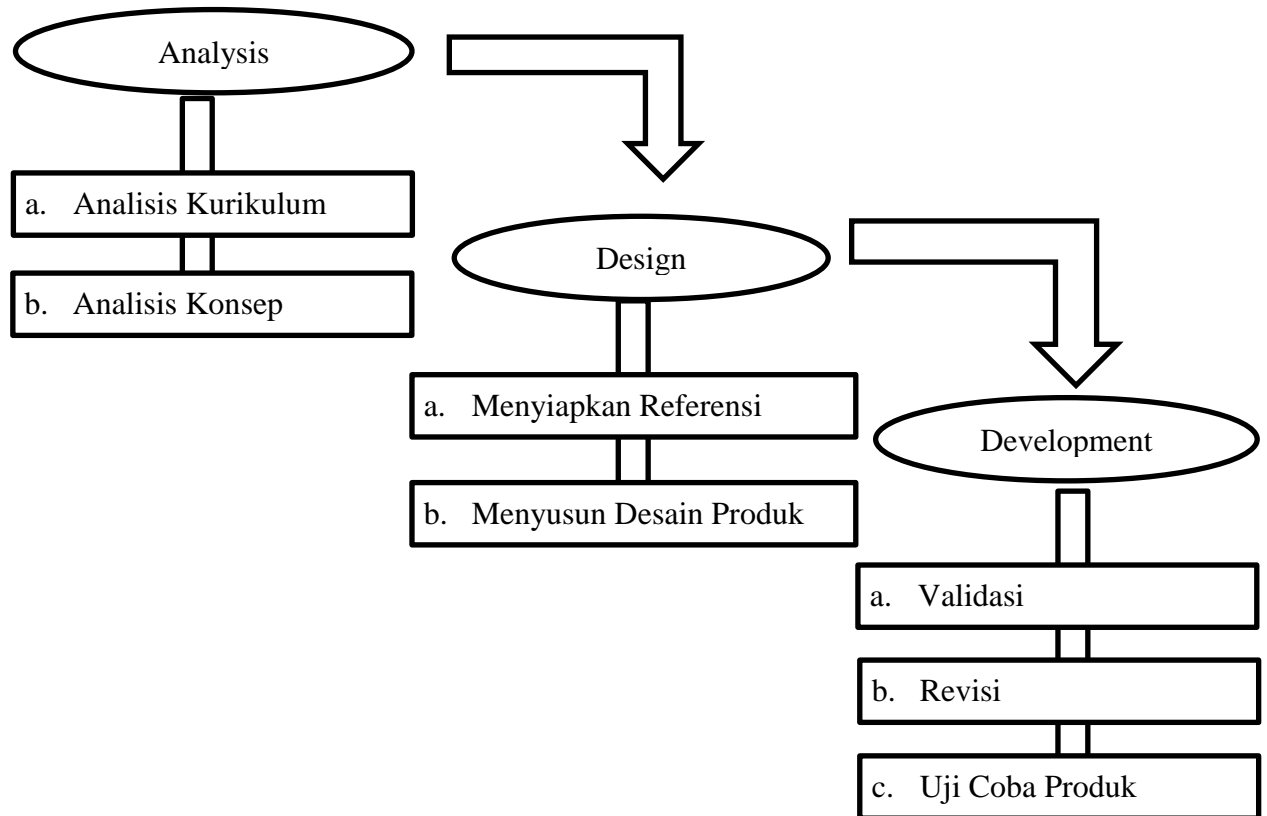 Analysis
a. Analisis Kurikulum
b. Analisis Konsep
Design
a. Menyiapkan Referensi
b. Menyusun Desain Produk
Development
a. Validasi
b. Revisi
c. Uji Coba Produk